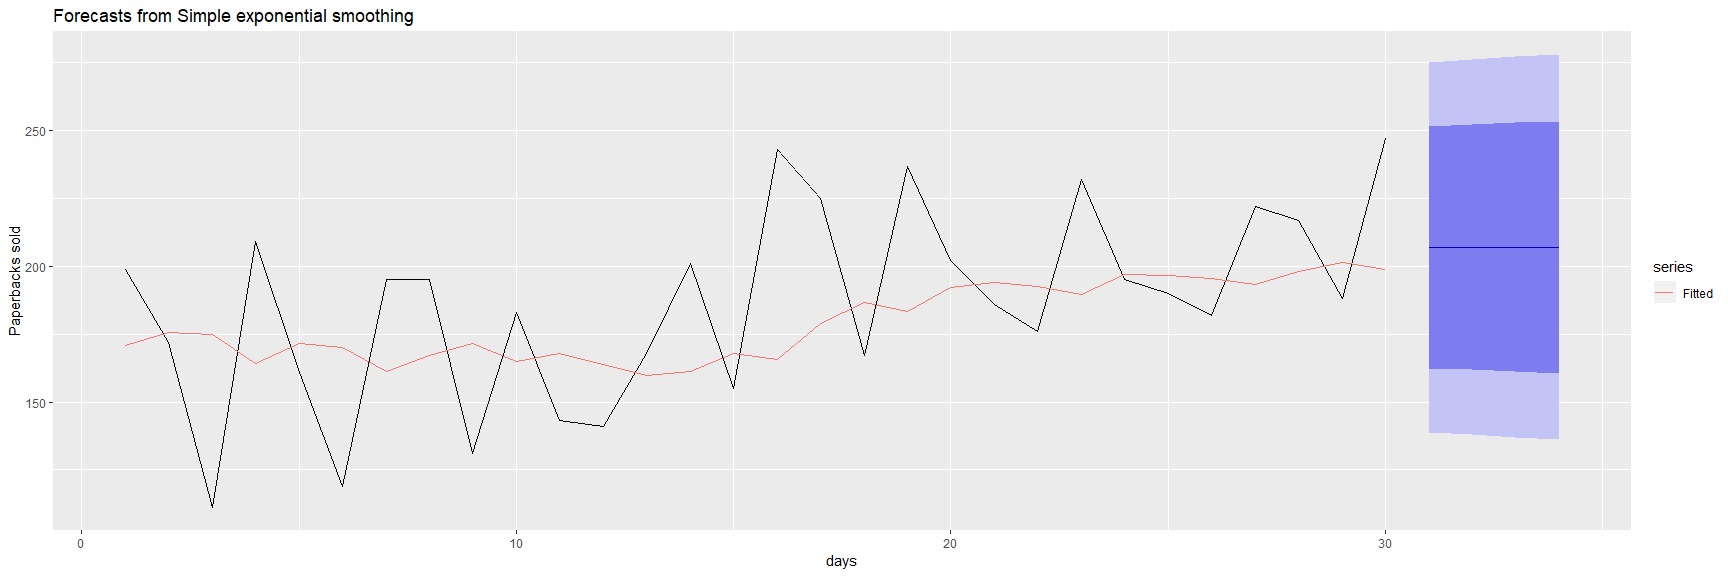 Forecasts from Simple exponential smoothing
Paperbacks sold
250
200
150
0
10
20
30
days
series
Fitted